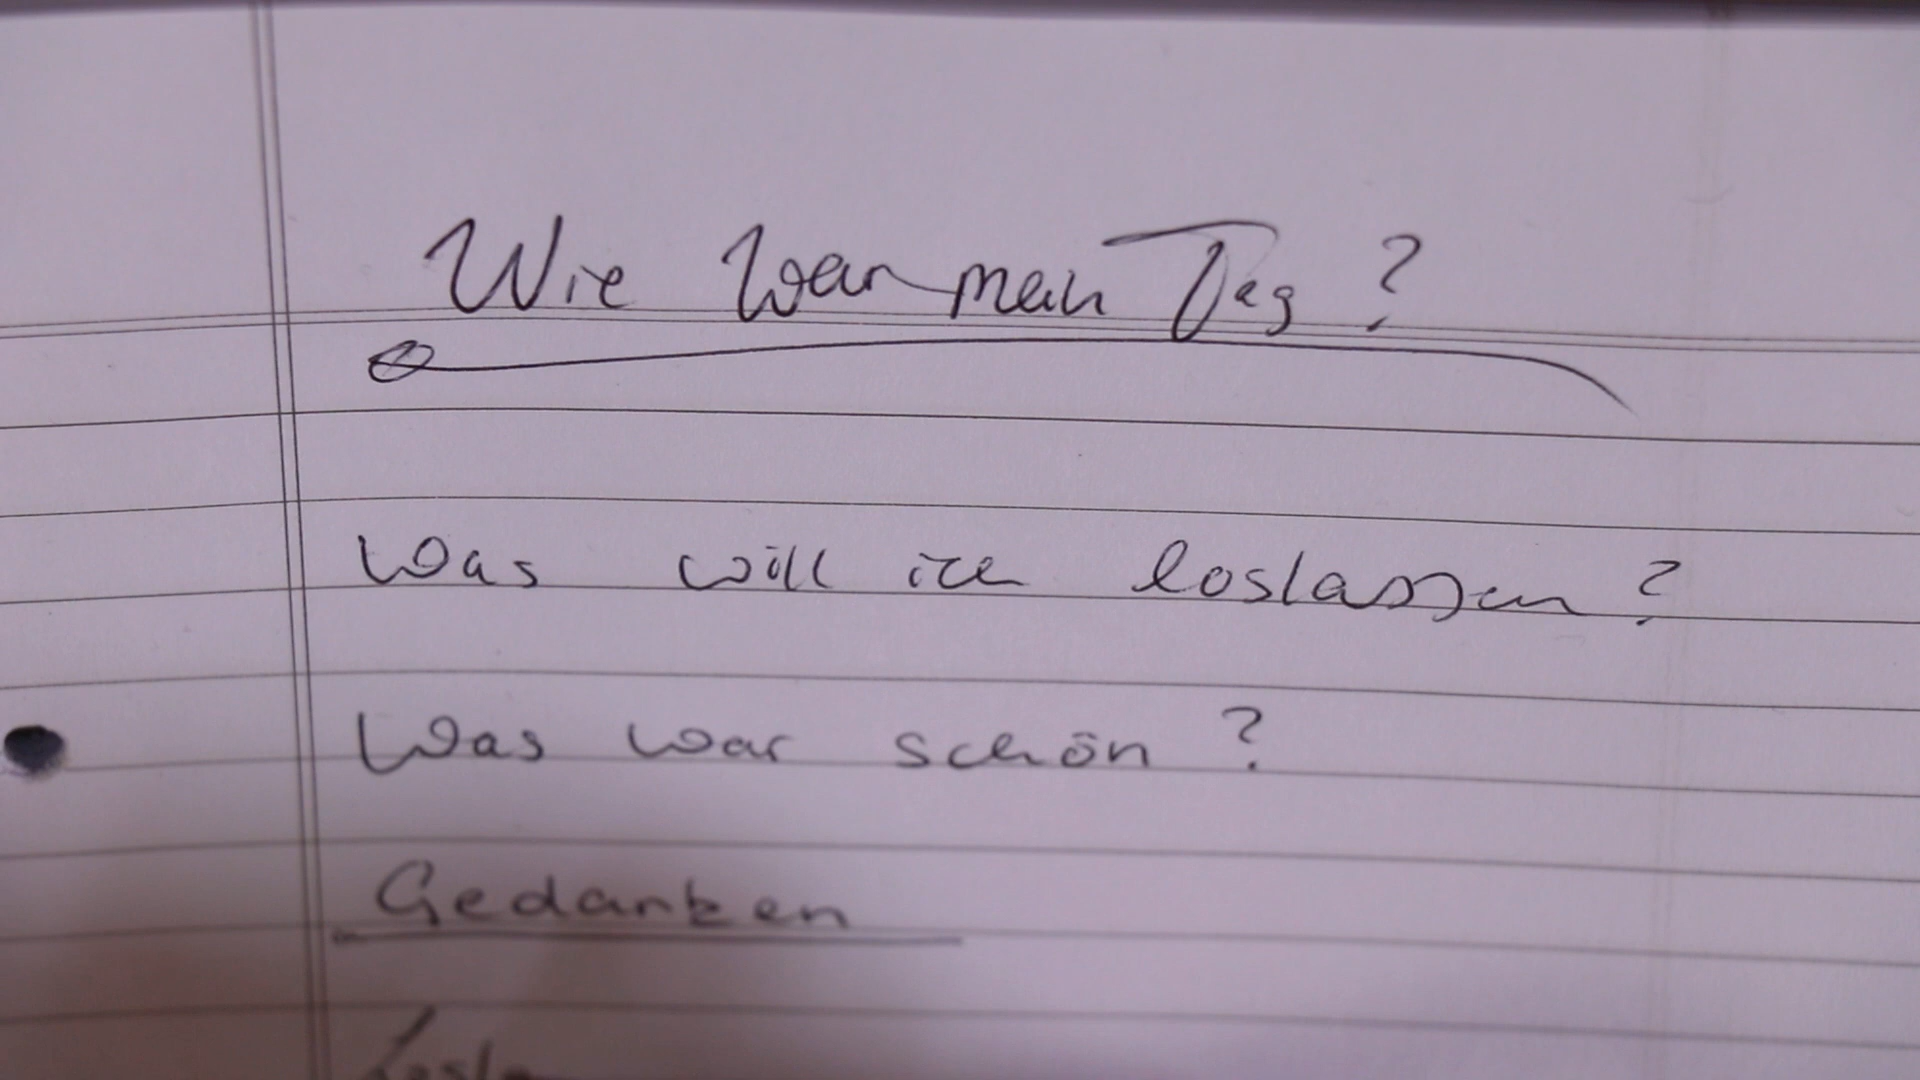 Wie war mein Tag?
Was will ich loslassen?
Was war schön?
Gedanken